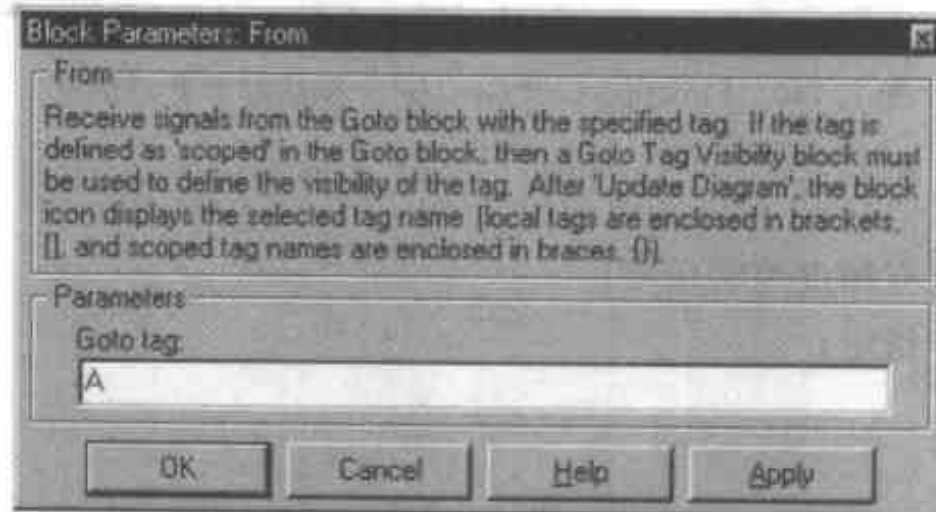 Block Parameters: From
From
Receive signals from the Goto block with the specified tag. If the tag is
defined as 'scoped' in the Goto block, then a Goto Tag Visibility block must
be used to define the visibility of the tag. After 'Update Diagram', the block
icon displays the selected tag name (local tags are enclosed in brackets,
[], and scoped tag names are enclosed in braces, {}).
Parameters
Goto tag:
A
OK
Cancel
Help
Apply